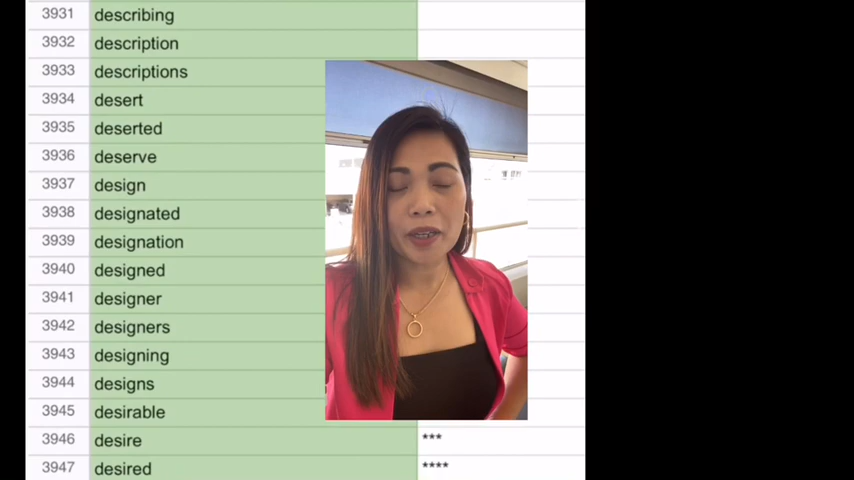 3931 describing
3932 description
3933 descriptions
3934 desert
3935 deserted
3936 deserve
3937 design
3938 designated
3939 designation
3940 designed
3941 designer
3942 designers
3943 designing
3944 designs
3945 desirable
3946 desire ***
3947 desired ****